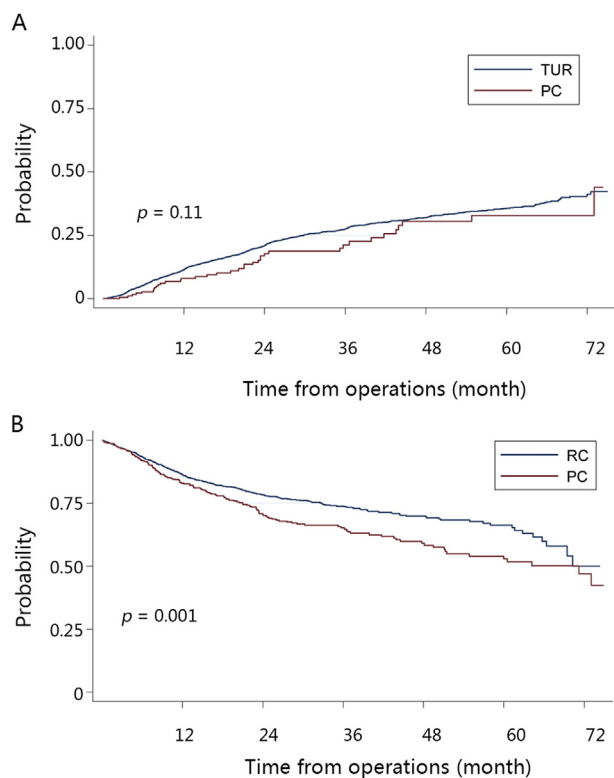 A
1.00
0.75
0.50
0.25
0
Probability
TUR
PC
p = 0.11
12 24 36 48 60 72
Time from operations (month)
B
1.00
0.75
0.50
0.25
0
Probability
RC
PC
p = 0.001
12 24 36 48 60 72
Time from operations (month)